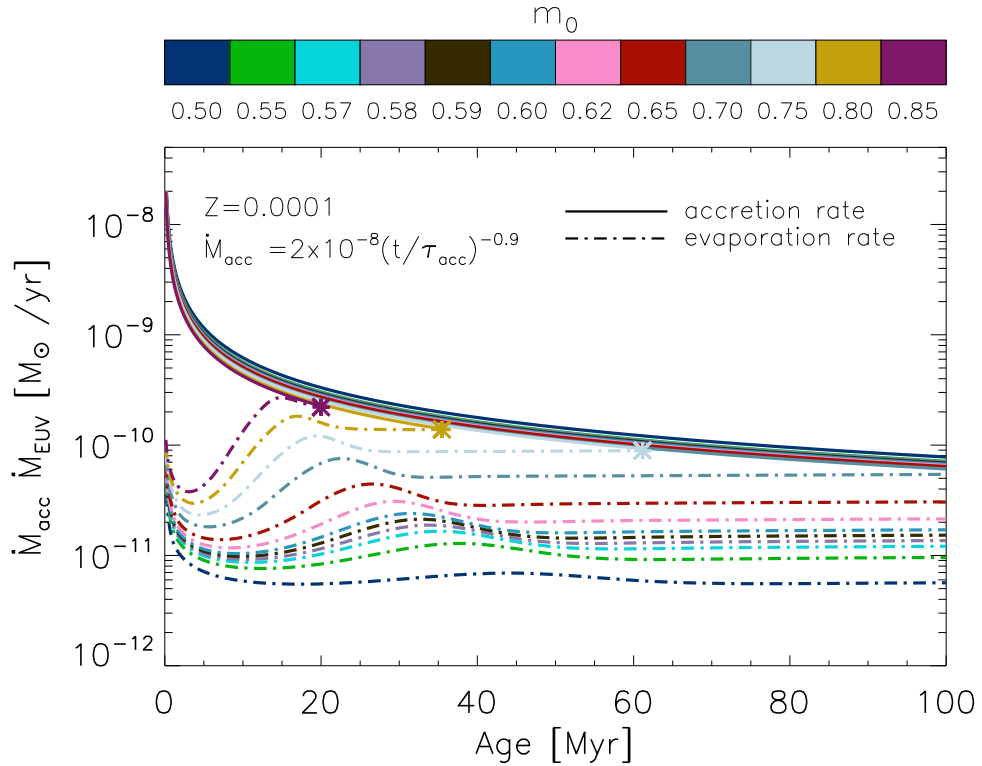 m₀
0.50 0.55 0.57 0.58 0.59 0.60 0.62 0.65 0.70 0.75 0.80 0.85
Z=0.0001
Ṁacc =2×10⁻⁸(t/τacc)⁻⁰·⁹
accretion rate
evaporation rate
Ṁacc ṀEUV [M⊙ /yr]
10⁻⁸
10⁻⁹
10⁻¹⁰
10⁻¹¹
10⁻¹²
0 20 40 60 80 100
Age [Myr]